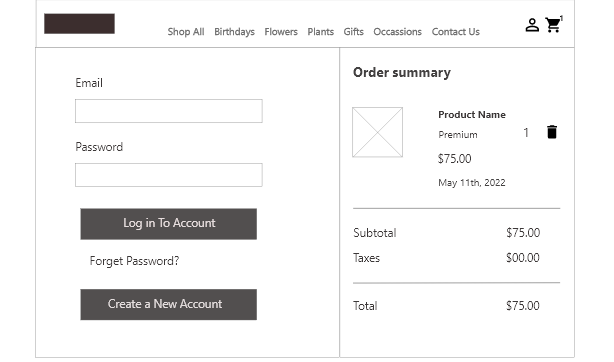 Shop All Birthdays Flowers Plants Gifts Occassions Contact Us 1
Email
Password
Log in To Account
Forget Password?
Create a New Account
Order summary
Product Name
Premium 1
$75.00
May 11th, 2022
Subtotal $75.00
Taxes $00.00
Total $75.00